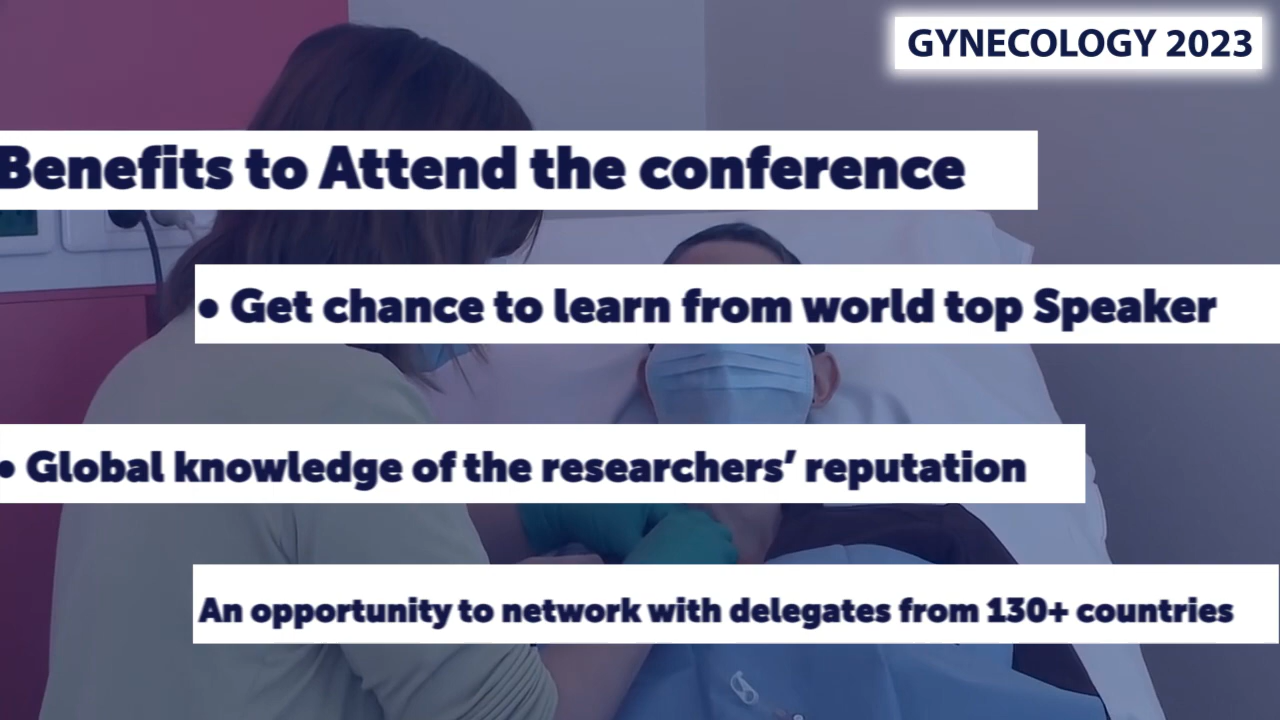 GYNECOLOGY 2023
Benefits to Attend the conference
• Get chance to learn from world top Speaker
• Global knowledge of the researchers’ reputation
An opportunity to network with delegates from 130+ countries